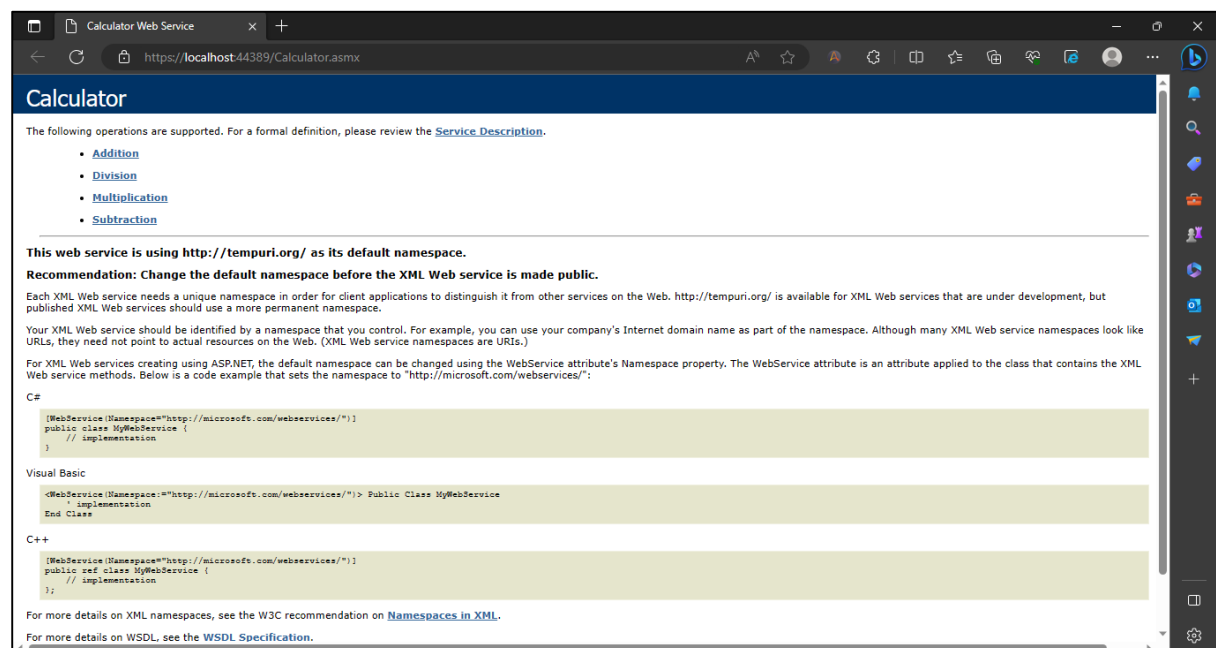 Calculator Web Service
https://localhost:44389/Calculator.asmx
Calculator
The following operations are supported. For a formal definition, please review the Service Description.
Addition
Division
Multiplication
Subtraction
This web service is using http://tempuri.org/ as its default namespace.
Recommendation: Change the default namespace before the XML Web service is made public.
Each XML Web service needs a unique namespace in order for client applications to distinguish it from other services on the Web. http://tempuri.org/ is available for XML Web services that are under development, but
published XML Web services should use a more permanent namespace.
Your XML Web service should be identified by a namespace that you control. For example, you can use your company's Internet domain name as part of the namespace. Although many XML Web service namespaces look like
URLs, they need not point to actual resources on the Web. (XML Web service namespaces are URIs.)
For XML Web services creating using ASP.NET, the default namespace can be changed using the WebService attribute's Namespace property. The WebService attribute is an attribute applied to the class that contains the XML
Web service methods. Below is a code example that sets the namespace to "http://microsoft.com/webservices/":
C#
[WebService(Namespace="http://microsoft.com/webservices/")]
public class MyWebService {
// implementation
}
Visual Basic
<WebService(Namespace:="http://microsoft.com/webservices/")> Public Class MyWebService
' implementation
End Class
C++
[WebService(Namespace="http://microsoft.com/webservices/")]
public ref class MyWebService {
// implementation
};
For more details on XML namespaces, see the W3C recommendation on Namespaces in XML.
For more details on WSDL, see the WSDL Specification.